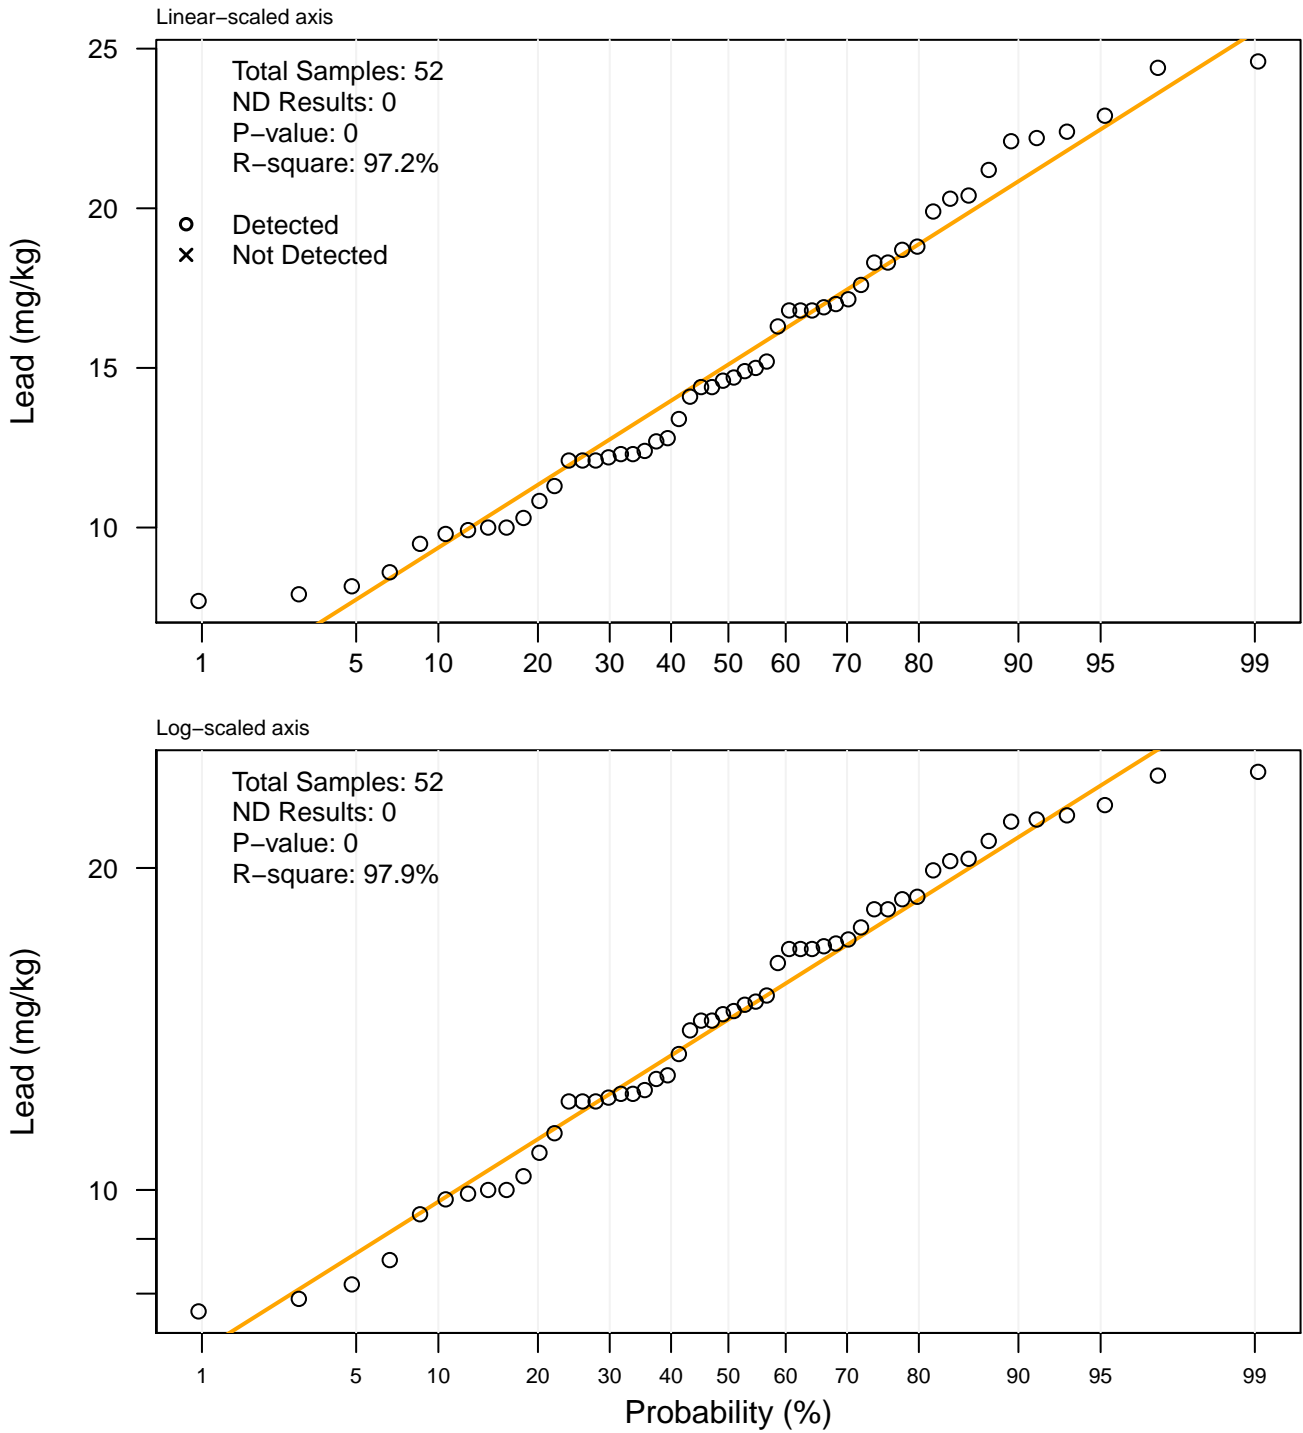 Linear−scaled axis
25
20
15
10
Lead (mg/kg)
Total Samples: 52
ND Results: 0
P−value: 0
R−square: 97.2%
Detected
Not Detected
1 5 10 20 30 40 50 60 70 80 90 95 99
Log−scaled axis
20
10
Lead (mg/kg)
Total Samples: 52
ND Results: 0
P−value: 0
R−square: 97.9%
1 5 10 20 30 40 50 60 70 80 90 95 99
Probability (%)